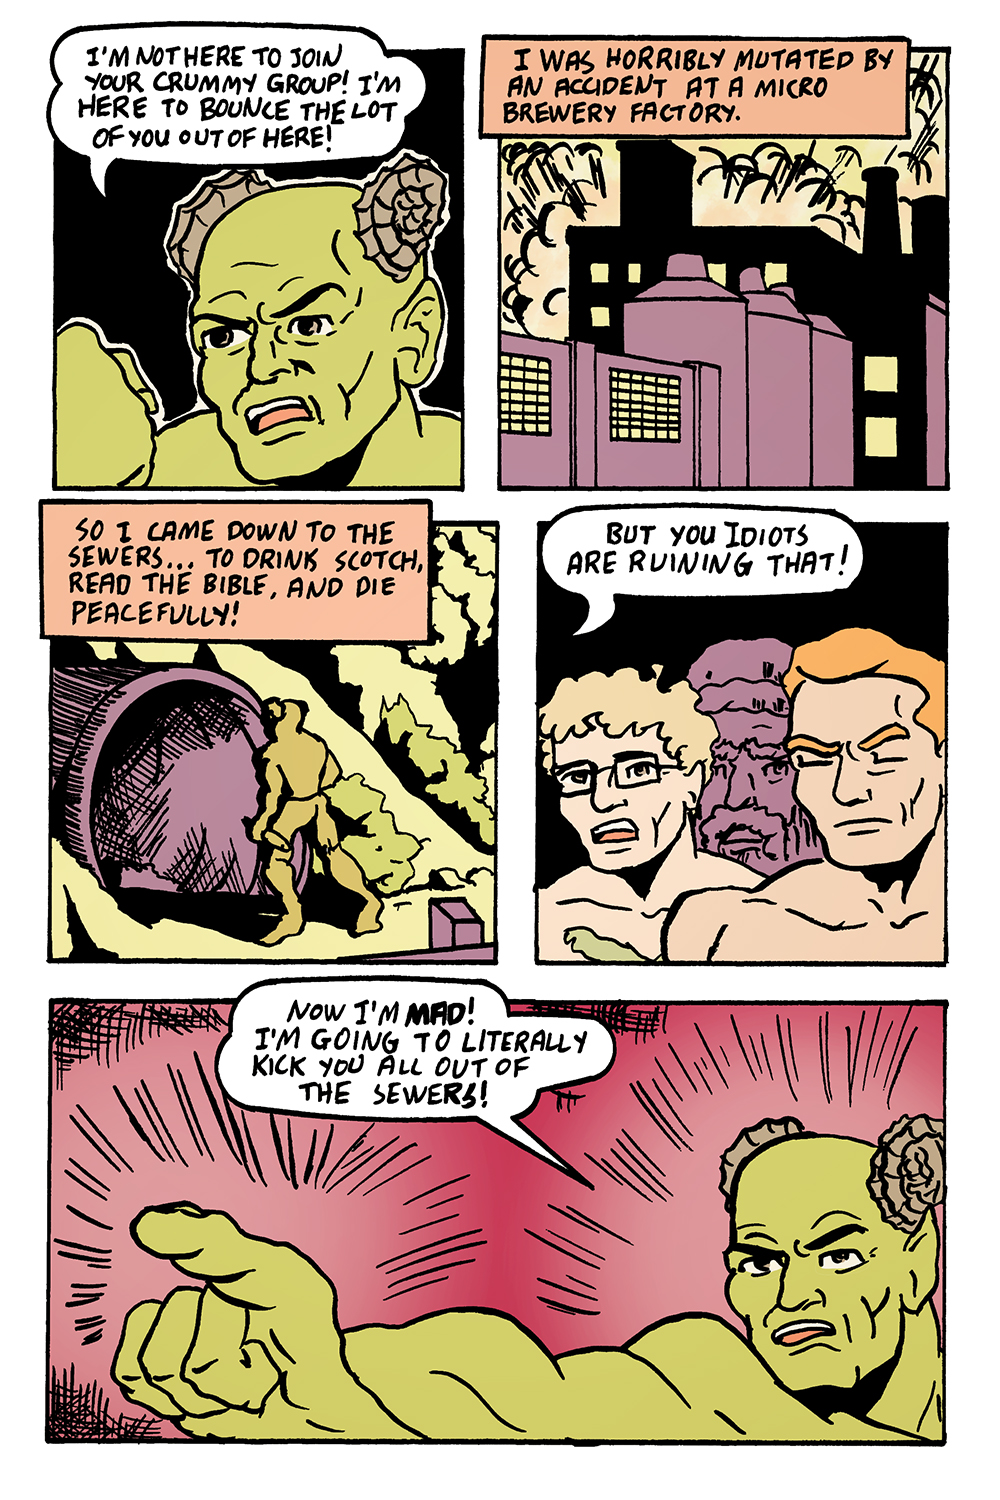 I'M NOT HERE TO JOIN
YOUR CRUMMY GROUP! I'M
HERE TO BOUNCE THE LOT
OF YOU OUT OF HERE!
I WAS HORRIBLY MUTATED BY
AN ACCIDENT AT A MICRO
BREWERY FACTORY.
SO I CAME DOWN TO THE
SEWERS... TO DRINK SCOTCH,
READ THE BIBLE, AND DIE
PEACEFULLY!
BUT YOU IDIOTS
ARE RUINING THAT!
NOW I'M MAD!
I'M GOING TO LITERALLY
KICK YOU ALL OUT OF
THE SEWERS!